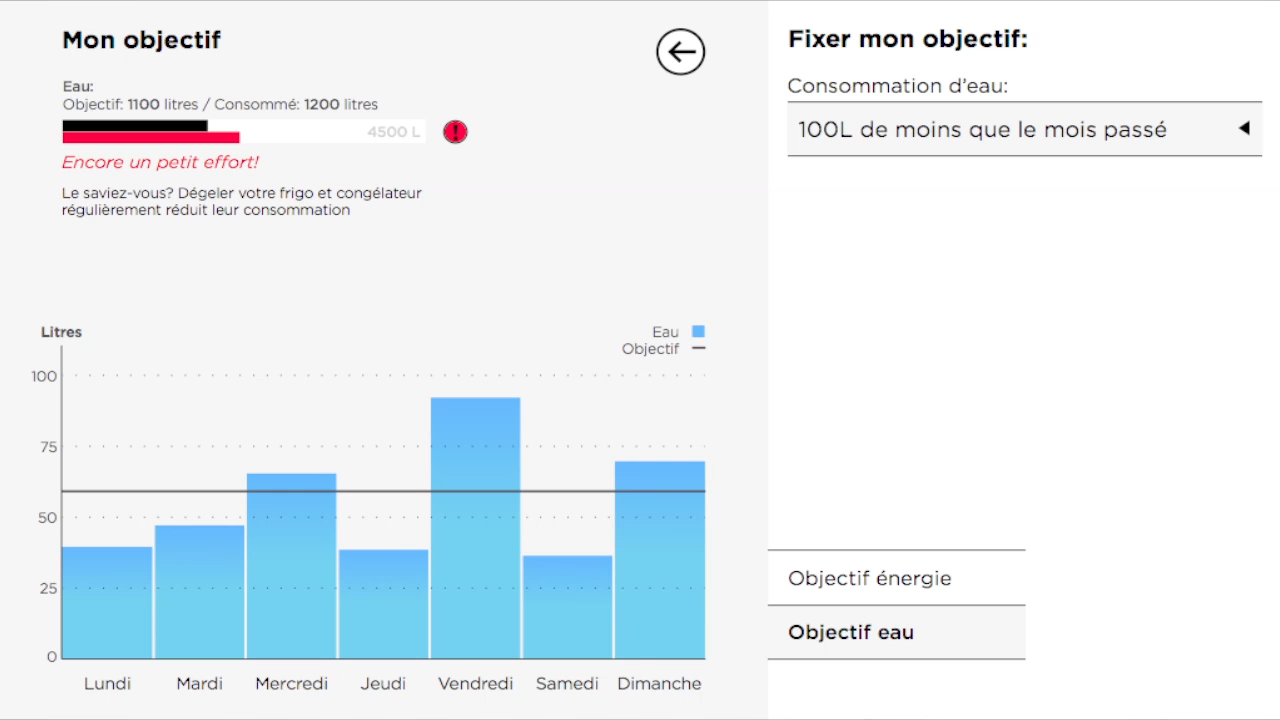 Mon objectif
Eau:
Objectif: 1100 litres / Consommé: 1200 litres
4500 L
!
Encore un petit effort!
Le saviez-vous? Dégeler votre frigo et congélateur
régulièrement réduit leur consommation
Litres
Eau
Objectif
100
75
50
25
0
Lundi Mardi Mercredi Jeudi Vendredi Samedi Dimanche
Fixer mon objectif:
Consommation d'eau:
100L de moins que le mois passé
Objectif énergie
Objectif eau